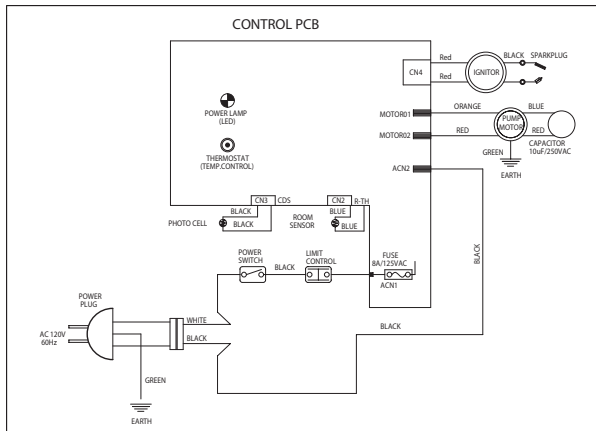 CONTROL PCB
CN4
Red
Red
IGNITOR
BLACK
SPARKPLUG
POWER LAMP
(LED)
THERMOSTAT
(TEMP.CONTROL)
MOTOR01
MOTOR02
ACN2
ORANGE
RED
PUMP
MOTOR
BLUE
RED
CAPACITOR
10uF/250VAC
GREEN
EARTH
CN3
CDS
CN2
R-TH
BLACK
BLACK
PHOTO CELL
BLUE
BLUE
ROOM
SENSOR
POWER
SWITCH
BLACK
LIMIT
CONTROL
FUSE
8A/125VAC
ACN1
BLACK
POWER
PLUG
AC 120V
60Hz
WHITE
BLACK
BLACK
GREEN
EARTH